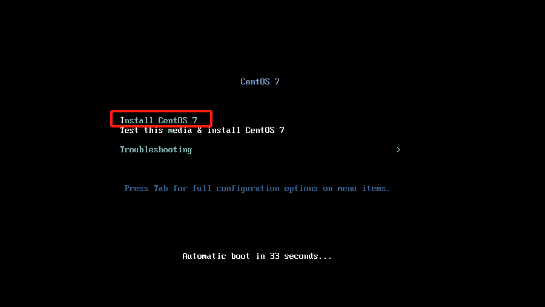 CentOS 7
Install CentOS 7
Test this media & install CentOS 7
Troubleshooting >
Press Tab for full configuration options on menu items.
Automatic boot in 33 seconds...